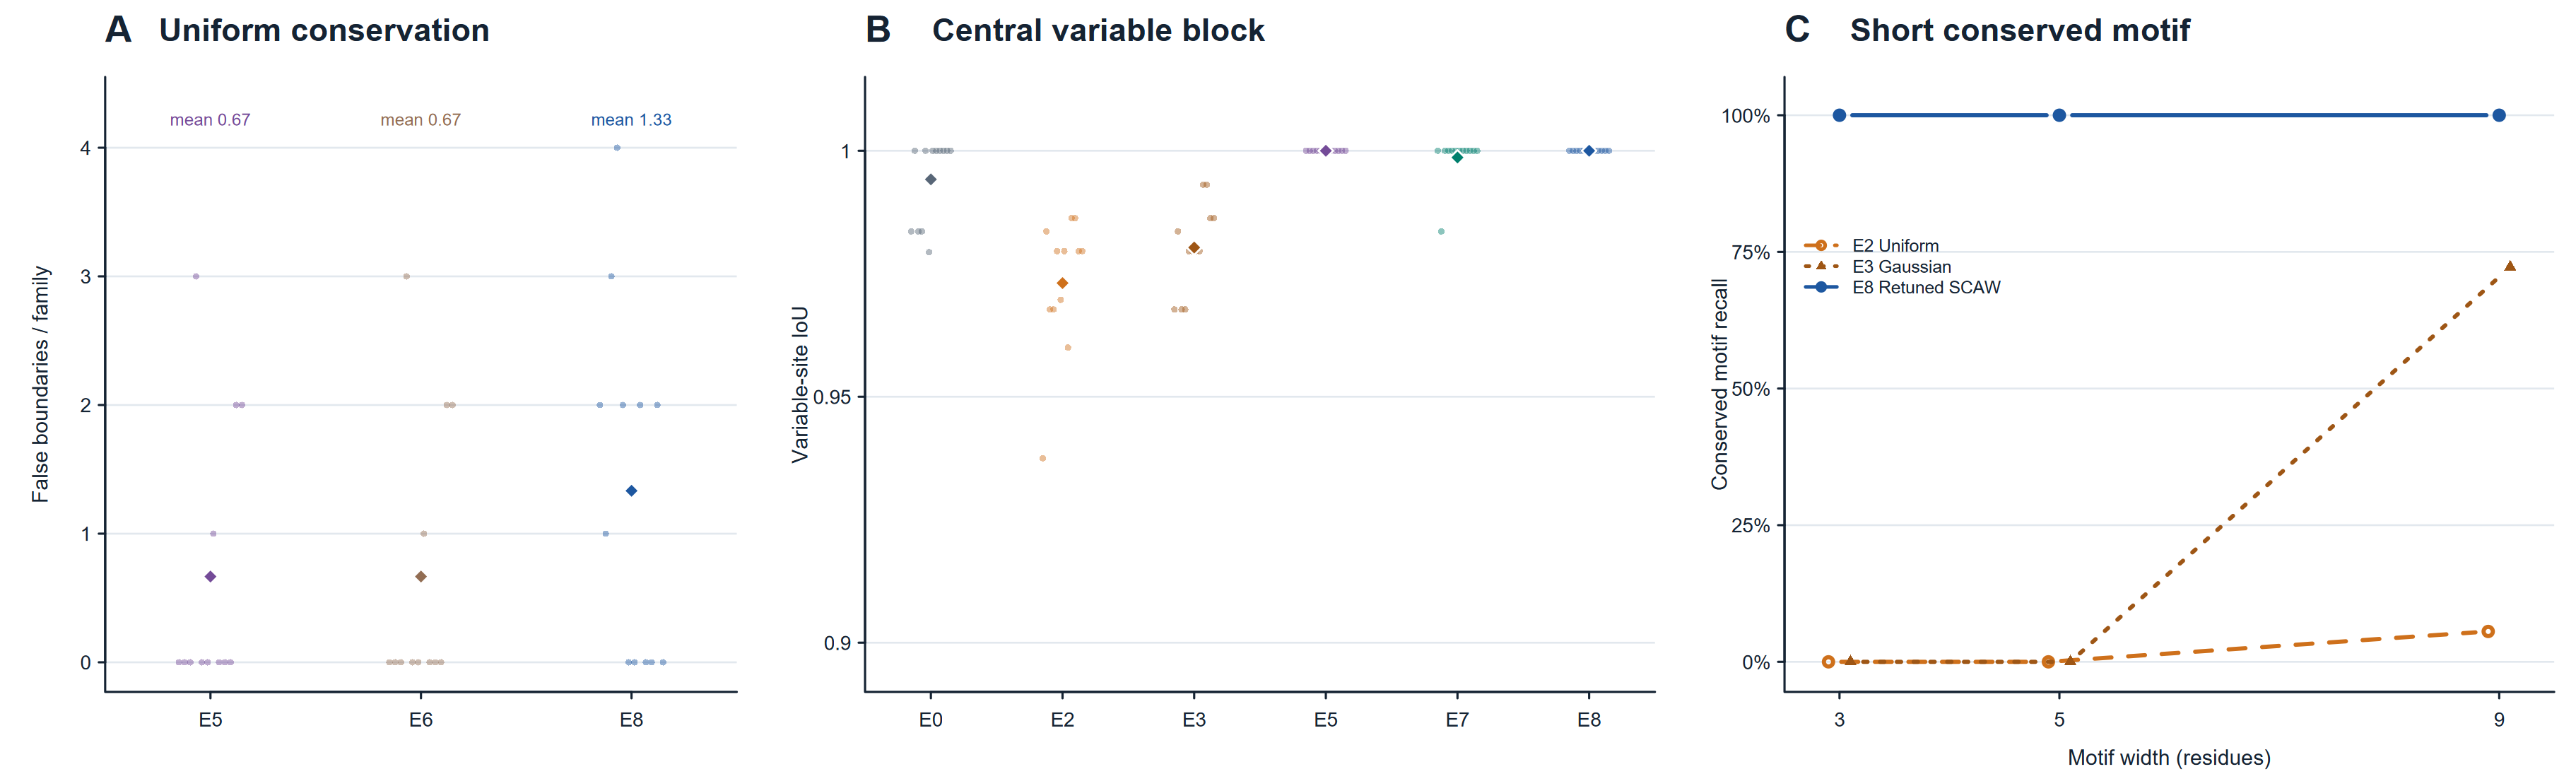 A Uniform conservation
False boundaries / family
mean 0.67
mean 0.67
mean 1.33
4
3
2
1
0
E5
E6
E8
B Central variable block
Variable-site IoU
1
0.95
0.9
E0
E2
E3
E5
E7
E8
C Short conserved motif
Conserved motif recall
100%
75%
50%
25%
0%
E2 Uniform
E3 Gaussian
E8 Retuned SCAW
3
5
9
Motif width (residues)